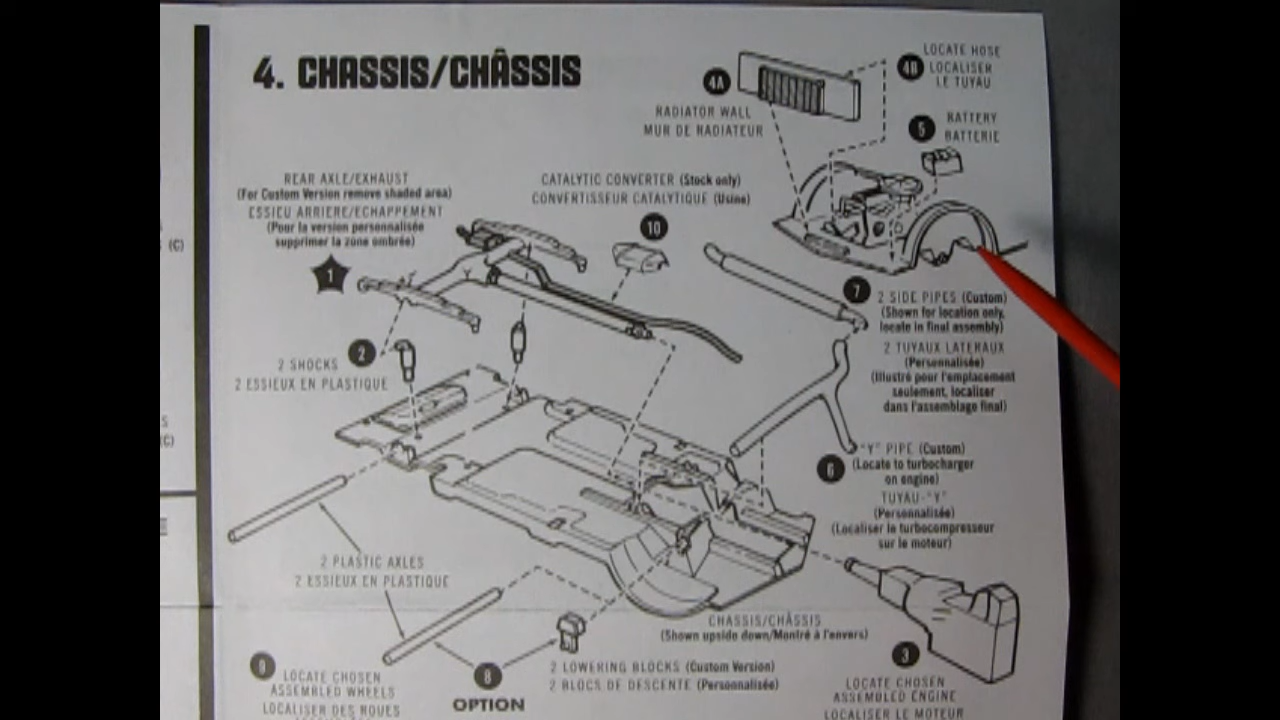 4. CHASSIS/CHÂSSIS
4A
RADIATOR WALL
MUR DE RADIATEUR
4B
LOCATE HOSE
LOCALISER
LE TUYAU
5
BATTERY
BATTERIE
REAR AXLE/EXHAUST
(For Custom Version remove shaded area)
ESSIEU ARRIERE/ECHAPPEMENT
(Pour la version personnalisée
supprimer la zone ombrée)
1
CATALYTIC CONVERTER (Stock only)
CONVERTISSEUR CATALYTIQUE (Usine)
10
(C)
7
2 SIDE PIPES (Custom)
(Shown for location only,
locate in final assembly)
2 TUYAUX LATERAUX
(Personnalisée)
(Illustré pour l'emplacement
seulement, localiser
dans l'assemblage final)
2
2 SHOCKS
2 ESSIEUX EN PLASTIQUE
S
(C)
6
"Y" PIPE (Custom)
(Locate to turbocharger
on engine)
TUYAU-"Y"
(Personnalisée)
(Localiser le turbocompresseur
sur le moteur)
2 PLASTIC AXLES
2 ESSIEUX EN PLASTIQUE
CHASSIS/CHÂSSIS
(Shown upside down/Montré à l'envers)
8
OPTION
2 LOWERING BLOCKS (Custom Version)
2 BLOCS DE DESCENTE (Personnalisée)
3
LOCATE CHOSEN
ASSEMBLED ENGINE
LOCALISER LE MOTEUR
LOCATE CHOSEN
ASSEMBLED WHEELS
LOCALISER DES ROUES